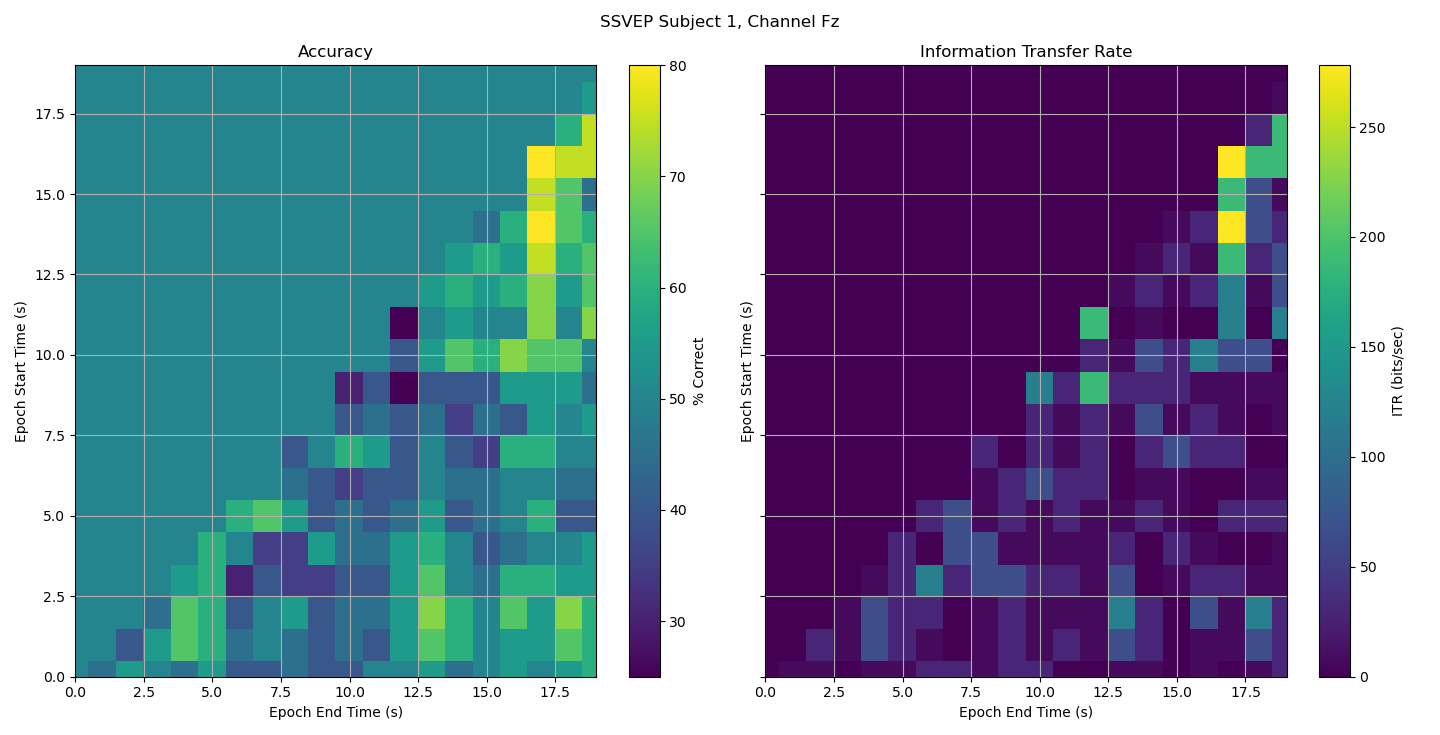 SSVEP Subject 1, Channel Fz
Accuracy
Epoch Start Time (s)
17.5
15.0
12.5
10.0
7.5
5.0
2.5
0.0
0.0 2.5 5.0 7.5 10.0 12.5 15.0 17.5
Epoch End Time (s)
80
70
60
50
40
30
% Correct
Information Transfer Rate
Epoch Start Time (s)
0.0 2.5 5.0 7.5 10.0 12.5 15.0 17.5
Epoch End Time (s)
250
200
150
100
50
0
ITR (bits/sec)